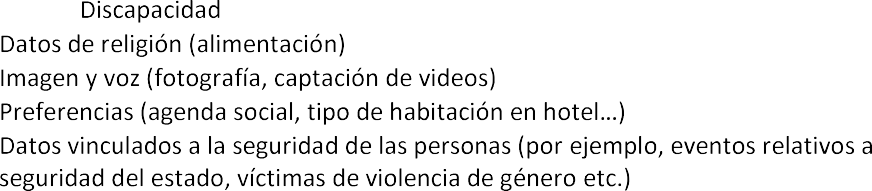 Discapacidad
Datos de religión (alimentación)
Imagen y voz (fotografía, captación de videos)
Preferencias (agenda social, tipo de habitación en hotel...)
Datos vinculados a la seguridad de las personas (por ejemplo, eventos relativos a
seguridad del estado, víctimas de violencia de género etc.)